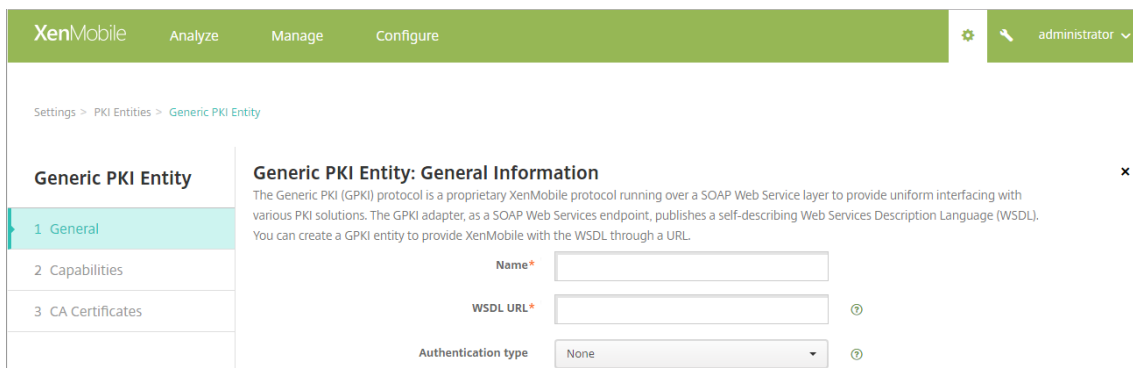 XenMobile Analyze Manage Configure administrator
Settings > PKI Entities > Generic PKI Entity
Generic PKI Entity
1 General
2 Capabilities
3 CA Certificates
Generic PKI Entity: General Information
The Generic PKI (GPKI) protocol is a proprietary XenMobile protocol running over a SOAP Web Service layer to provide uniform interfacing with
various PKI solutions. The GPKI adapter, as a SOAP Web Services endpoint, publishes a self-describing Web Services Description Language (WSDL).
You can create a GPKI entity to provide XenMobile with the WSDL through a URL.
Name*
WSDL URL*
Authentication type None